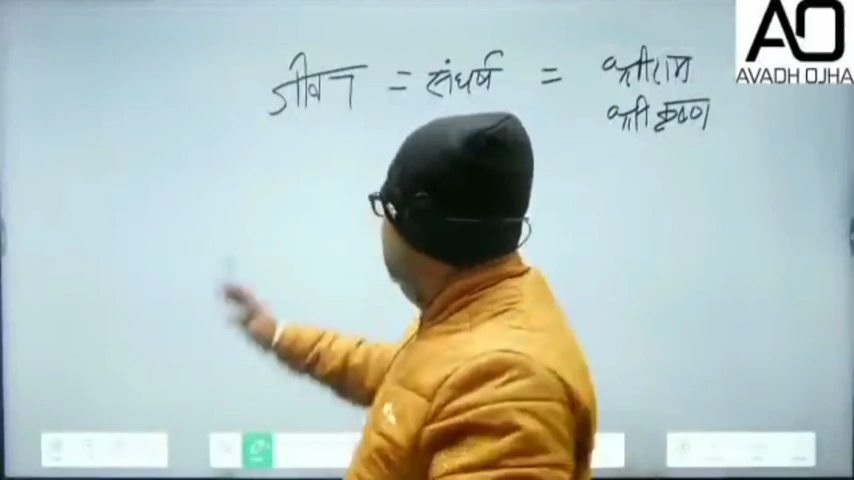 जीवन = संघर्ष = श्रीराम
श्री कृष्ण
AO
AVADH OJHA